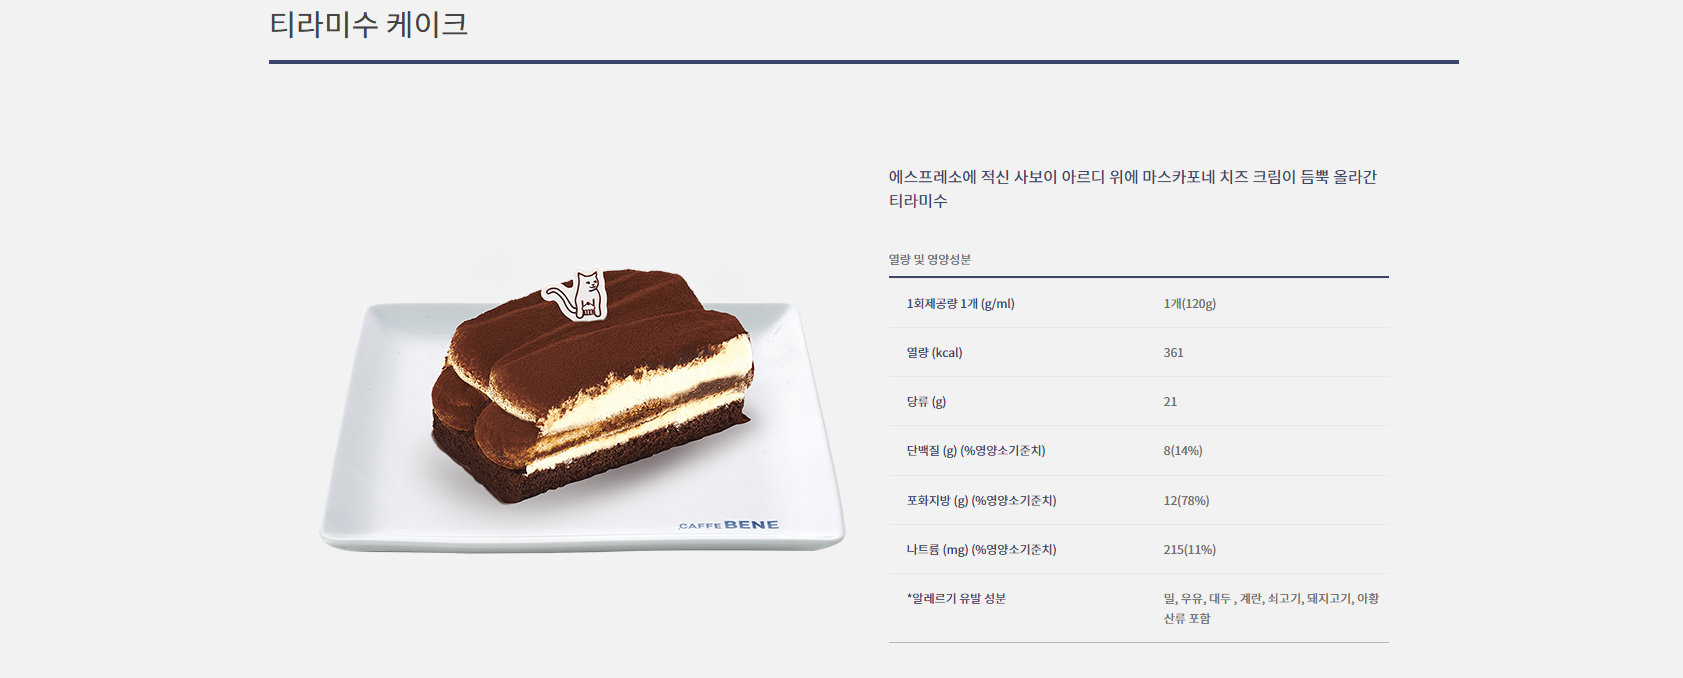 티라미수 케이크
에스프레소에 적신 사보이 아르디 위에 마스카포네 치즈 크림이 듬뿍 올라간
티라미수
열량 및 영양성분
1회제공량 1개 (g/ml) 1개(120g)
열량 (kcal) 361
당류 (g) 21
단백질 (g) (%영양소기준치) 8(14%)
포화지방 (g) (%영양소기준치) 12(78%)
나트륨 (mg) (%영양소기준치) 215(11%)
*알레르기 유발 성분 밀, 우유, 대두 , 계란, 쇠고기, 돼지고기, 아황
산류 포함
CAFFE BENE